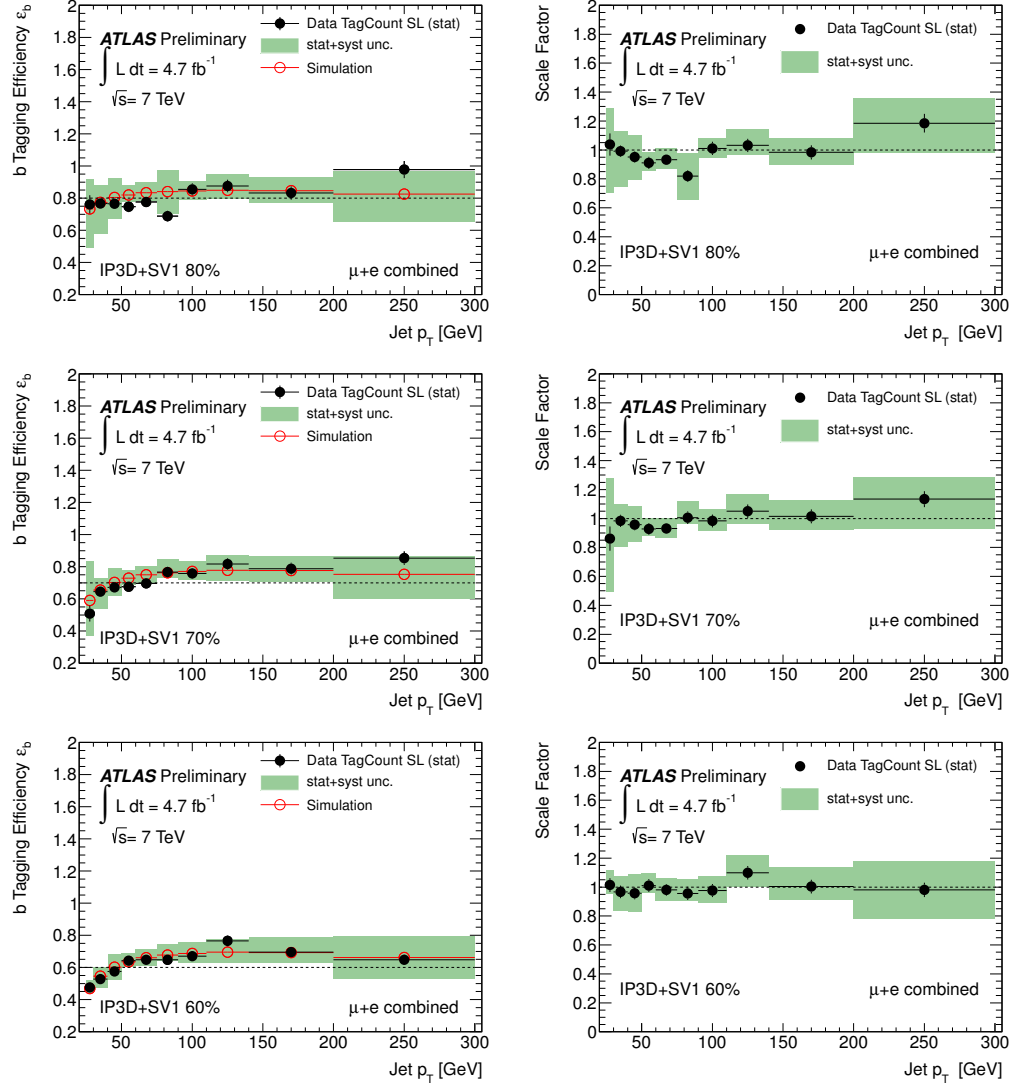 b Tagging Efficiency ε_b
ATLAS Preliminary
∫ L dt = 4.7 fb⁻¹
√s= 7 TeV
Data TagCount SL (stat)
stat+syst unc.
Simulation
2
1.8
1.6
1.4
1.2
1
0.8
0.6
0.4
0.2
IP3D+SV1 80%
μ+e combined
50 100 150 200 250 300
Jet p_T [GeV]
Scale Factor
ATLAS Preliminary
∫ L dt = 4.7 fb⁻¹
√s= 7 TeV
Data TagCount SL (stat)
stat+syst unc.
2
1.8
1.6
1.4
1.2
1
0.8
0.6
0.4
0.2
0
IP3D+SV1 80%
μ+e combined
50 100 150 200 250 300
Jet p_T [GeV]
b Tagging Efficiency ε_b
ATLAS Preliminary
∫ L dt = 4.7 fb⁻¹
√s= 7 TeV
Data TagCount SL (stat)
stat+syst unc.
Simulation
2
1.8
1.6
1.4
1.2
1
0.8
0.6
0.4
0.2
IP3D+SV1 70%
μ+e combined
50 100 150 200 250 300
Jet p_T [GeV]
Scale Factor
ATLAS Preliminary
∫ L dt = 4.7 fb⁻¹
√s= 7 TeV
Data TagCount SL (stat)
stat+syst unc.
2
1.8
1.6
1.4
1.2
1
0.8
0.6
0.4
0.2
0
IP3D+SV1 70%
μ+e combined
50 100 150 200 250 300
Jet p_T [GeV]
b Tagging Efficiency ε_b
ATLAS Preliminary
∫ L dt = 4.7 fb⁻¹
√s= 7 TeV
Data TagCount SL (stat)
stat+syst unc.
Simulation
2
1.8
1.6
1.4
1.2
1
0.8
0.6
0.4
0.2
IP3D+SV1 60%
μ+e combined
50 100 150 200 250 300
Jet p_T [GeV]
Scale Factor
ATLAS Preliminary
∫ L dt = 4.7 fb⁻¹
√s= 7 TeV
Data TagCount SL (stat)
stat+syst unc.
2
1.8
1.6
1.4
1.2
1
0.8
0.6
0.4
0.2
0
IP3D+SV1 60%
μ+e combined
50 100 150 200 250 300
Jet p_T [GeV]